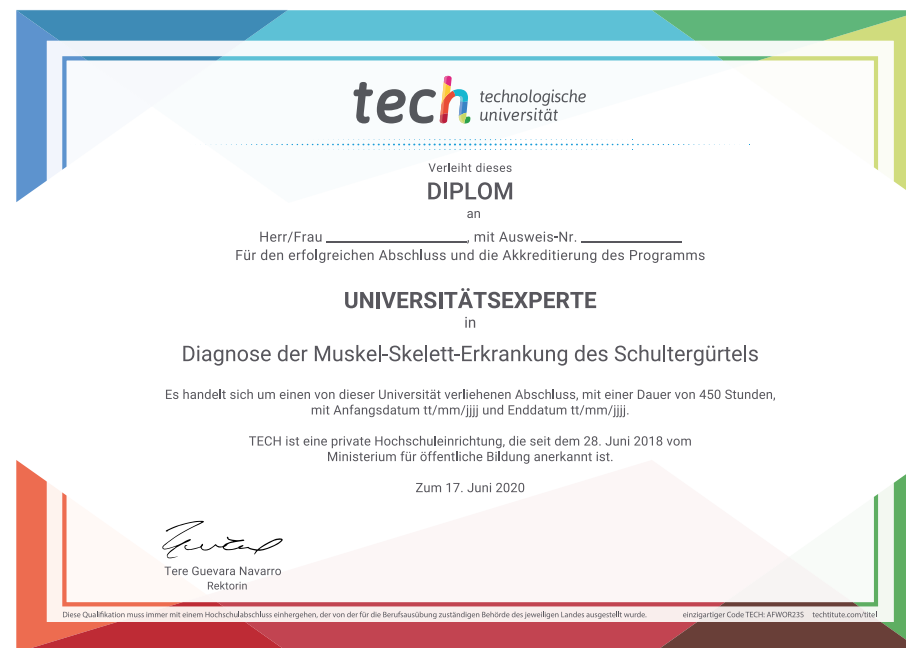 tech technologische
universität
Verleiht dieses
DIPLOM
an
Herr/Frau ____________________, mit Ausweis-Nr. ______________
Für den erfolgreichen Abschluss und die Akkreditierung des Programms
UNIVERSITÄTSEXPERTE
in
Diagnose der Muskel-Skelett-Erkrankung des Schultergürtels
Es handelt sich um einen von dieser Universität verliehenen Abschluss, mit einer Dauer von 450 Stunden,
mit Anfangsdatum tt/mm/jjjj und Enddatum tt/mm/jjjj.
TECH ist eine private Hochschuleinrichtung, die seit dem 28. Juni 2018 vom
Ministerium für öffentliche Bildung anerkannt ist.
Zum 17. Juni 2020
Tere Guevara Navarro
Rektorin
Diese Qualifikation muss immer mit einem Hochschulabschluss einhergehen, der von der für die Berufsausübung zuständigen Behörde des jeweiligen Landes ausgestellt wurde. einzigartiger Code TECH: AFWOR23S techtitute.com/titel